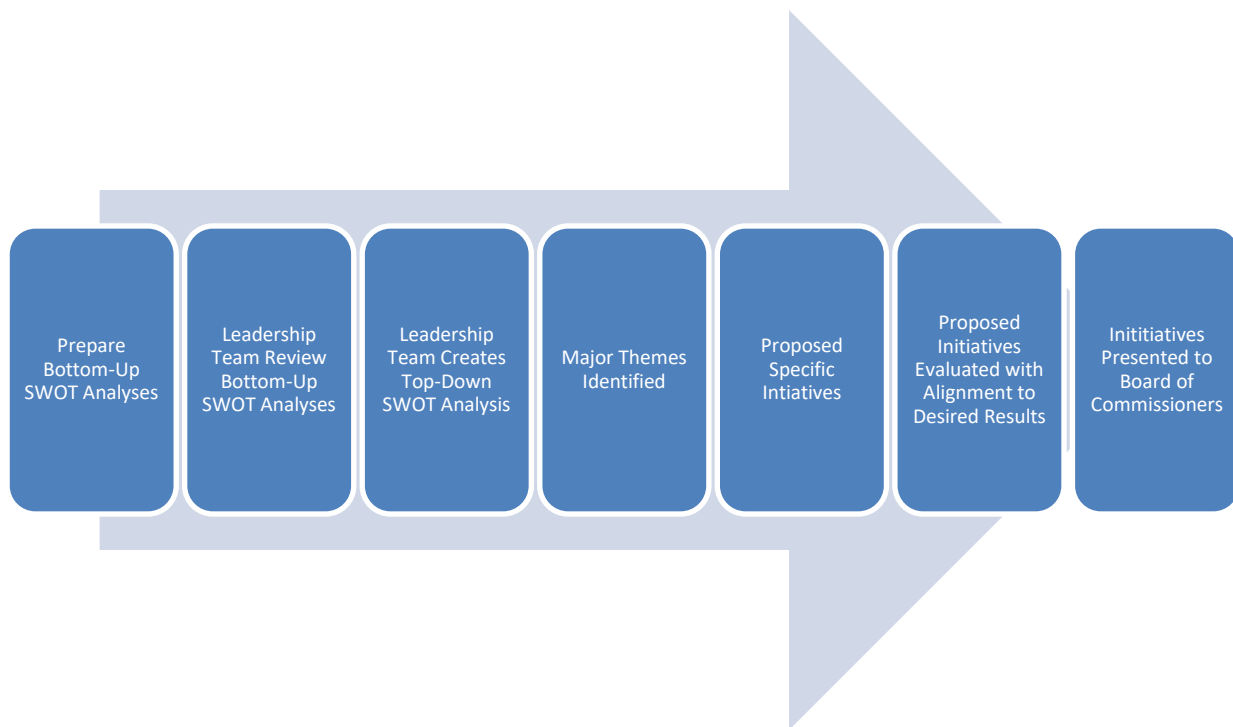 Prepare
Bottom-Up
SWOT Analyses
Leadership
Team Review
Bottom-Up
SWOT Analyses
Leadership
Team Creates
Top-Down
SWOT Analysis
Major Themes
Identified
Proposed
Specific
Intiatives
Proposed
Initiatives
Evaluated with
Alignment to
Desired Results
Inititiatives
Presented to
Board of
Commissioners